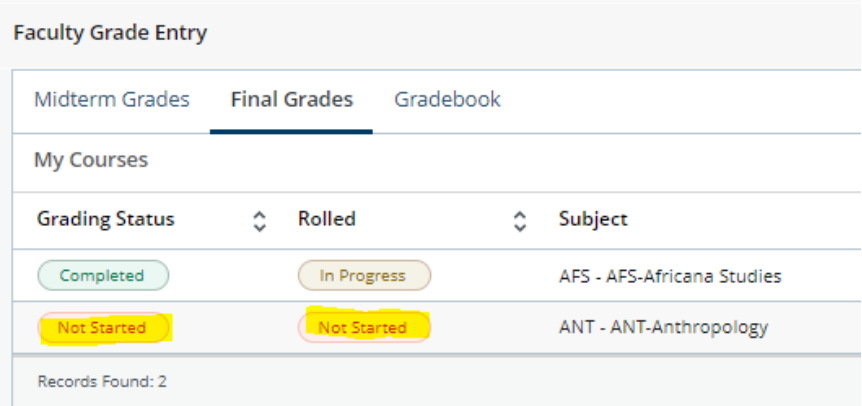 Faculty Grade Entry
Midterm Grades Final Grades Gradebook
My Courses
Grading Status Rolled Subject
Completed In Progress AFS - AFS-Africana Studies
Not Started Not Started ANT - ANT-Anthropology
Records Found: 2